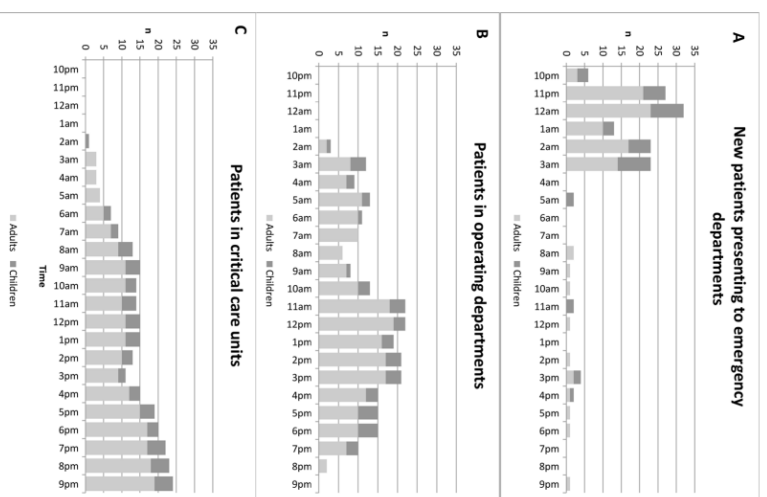 A
New patients presenting to emergency
departments
n
35
30
25
20
15
10
5
0
10pm
11pm
12am
1am
2am
3am
4am
5am
6am
7am
8am
9am
10am
11am
12pm
1pm
2pm
3pm
4pm
5pm
6pm
7pm
8pm
9pm
Adults Children
B
Patients in operating departments
n
35
30
25
20
15
10
5
0
10pm
11pm
12am
1am
2am
3am
4am
5am
6am
7am
8am
9am
10am
11am
12pm
1pm
2pm
3pm
4pm
5pm
6pm
7pm
8pm
9pm
Adults Children
C
Patients in critical care units
n
35
30
25
20
15
10
5
0
10pm
11pm
12am
1am
2am
3am
4am
5am
6am
7am
8am
9am
10am
11am
12pm
1pm
2pm
3pm
4pm
5pm
6pm
7pm
8pm
9pm
Time
Adults Children